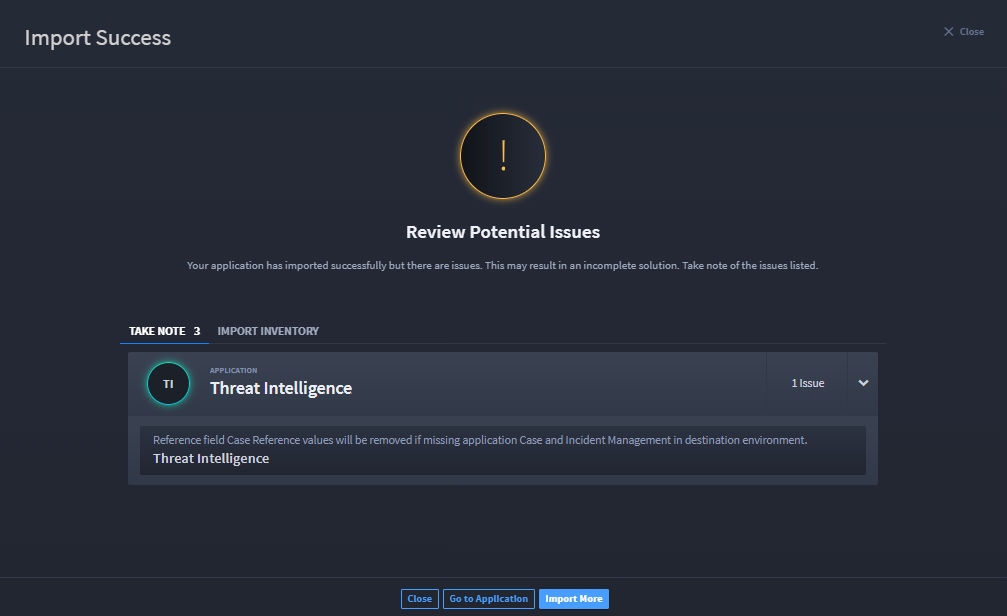 Import Success
Close
!
Review Potential Issues
Your application has imported successfully but there are issues. This may result in an incomplete solution. Take note of the issues listed.
TAKE NOTE 3 IMPORT INVENTORY
APPLICATION
TI Threat Intelligence 1 Issue
Reference field Case Reference values will be removed if missing application Case and Incident Management in destination environment.
Threat Intelligence
Close Go to Application Import More